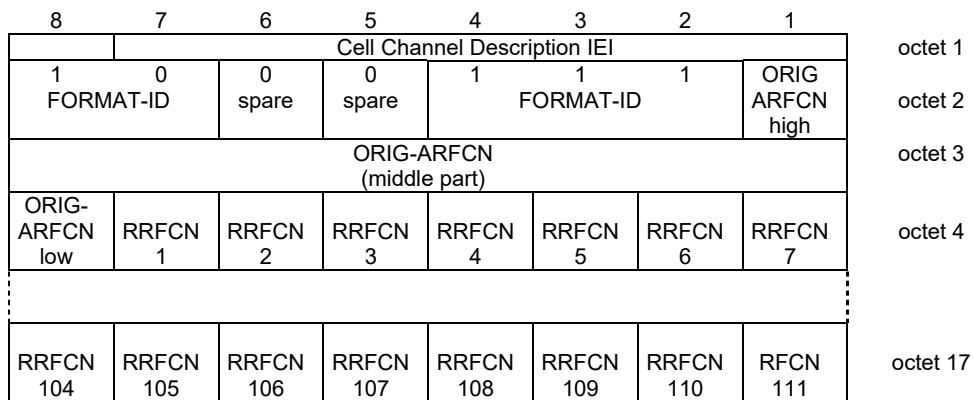 8 7 6 5 4 3 2 1
Cell Channel Description IEI octet 1
1 0 0 0 1 1 1 ORIG
FORMAT-ID spare spare FORMAT-ID ARFCN octet 2
high
ORIG-ARFCN octet 3
(middle part)
ORIG-
ARFCN RRFCN RRFCN RRFCN RRFCN RRFCN RRFCN RRFCN octet 4
low 1 2 3 4 5 6 7
RRFCN RRFCN RRFCN RRFCN RRFCN RRFCN RRFCN RFCN octet 17
104 105 106 107 108 109 110 111